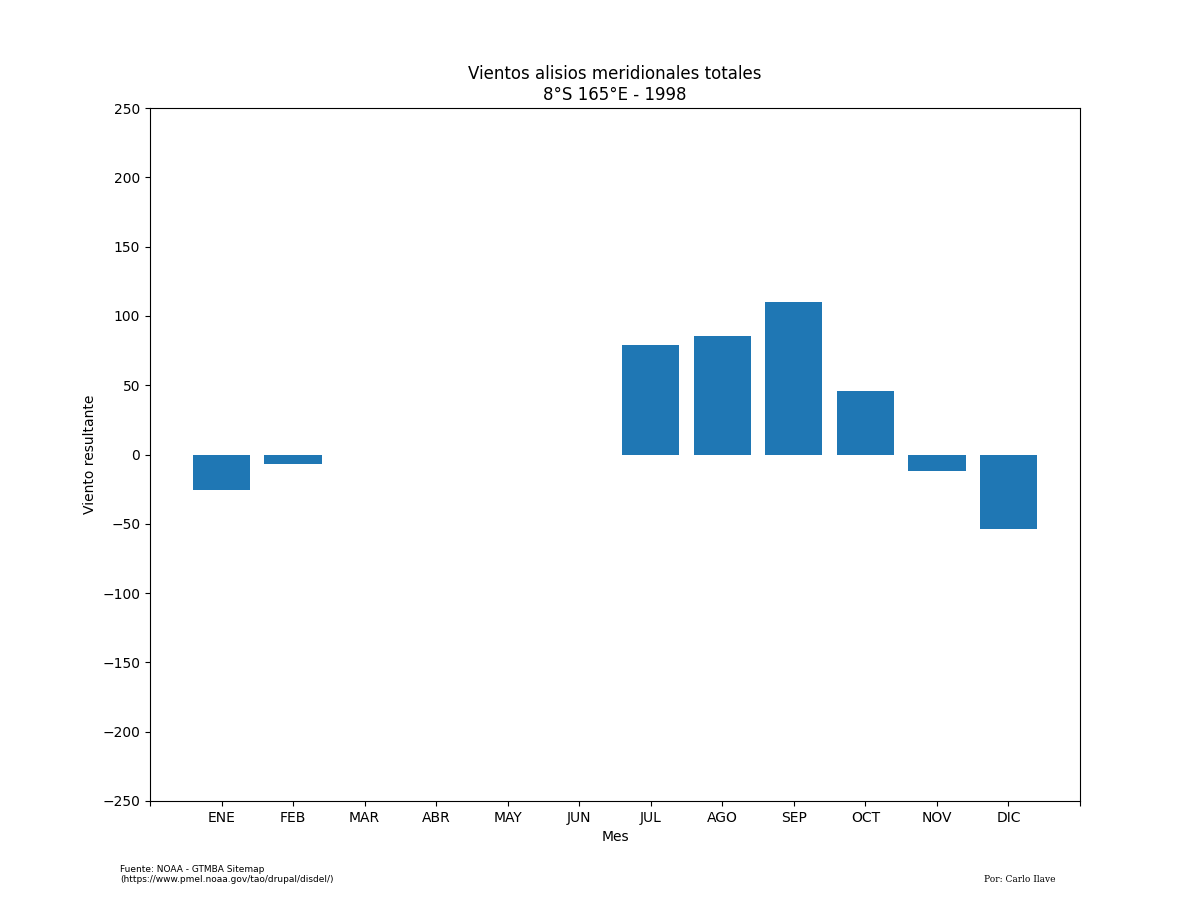 Vientos alisios meridionales totales
8°S 165°E - 1998
250
200
150
100
50
0
−50
−100
−150
−200
−250
Viento resultante
ENE FEB MAR ABR MAY JUN JUL AGO SEP OCT NOV DIC
Mes
Fuente: NOAA - GTMBA Sitemap
(https://www.pmel.noaa.gov/tao/drupal/disdel/)
Por: Carlo Ilave